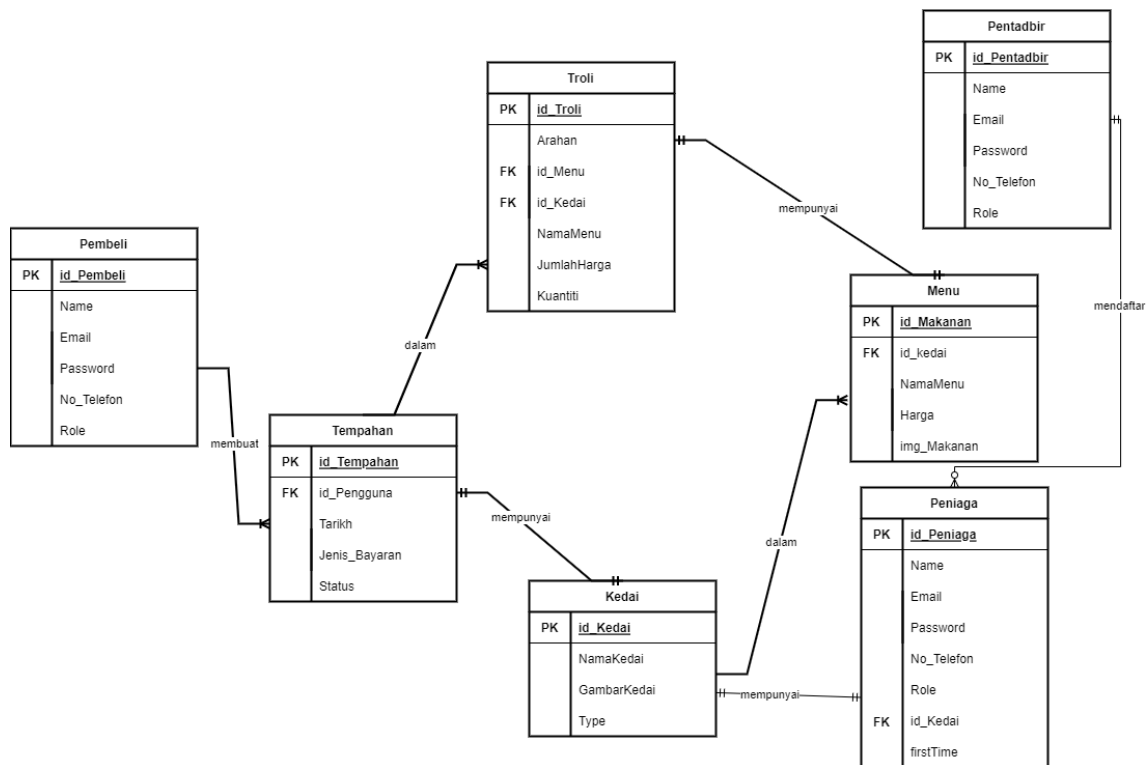 Pentadbir
PK id_Pentadbir
Name
Email
Password
No_Telefon
Role
Troli
PK id_Troli
Arahan
FK id_Menu
FK id_Kedai
NamaMenu
JumlahHarga
Kuantiti
mempunyai
Pembeli
PK id_Pembeli
Name
Email
Password
No_Telefon
Role
Menu
PK id_Makanan
FK id_kedai
NamaMenu
Harga
img_Makanan
mendaftar
dalam
membuat
Tempahan
PK id_Tempahan
FK id_Pengguna
Tarikh
Jenis_Bayaran
Status
mempunyai
dalam
Peniaga
PK id_Peniaga
Name
Email
Password
No_Telefon
Role
FK id_Kedai
firstTime
Kedai
PK id_Kedai
NamaKedai
GambarKedai
Type
mempunyai